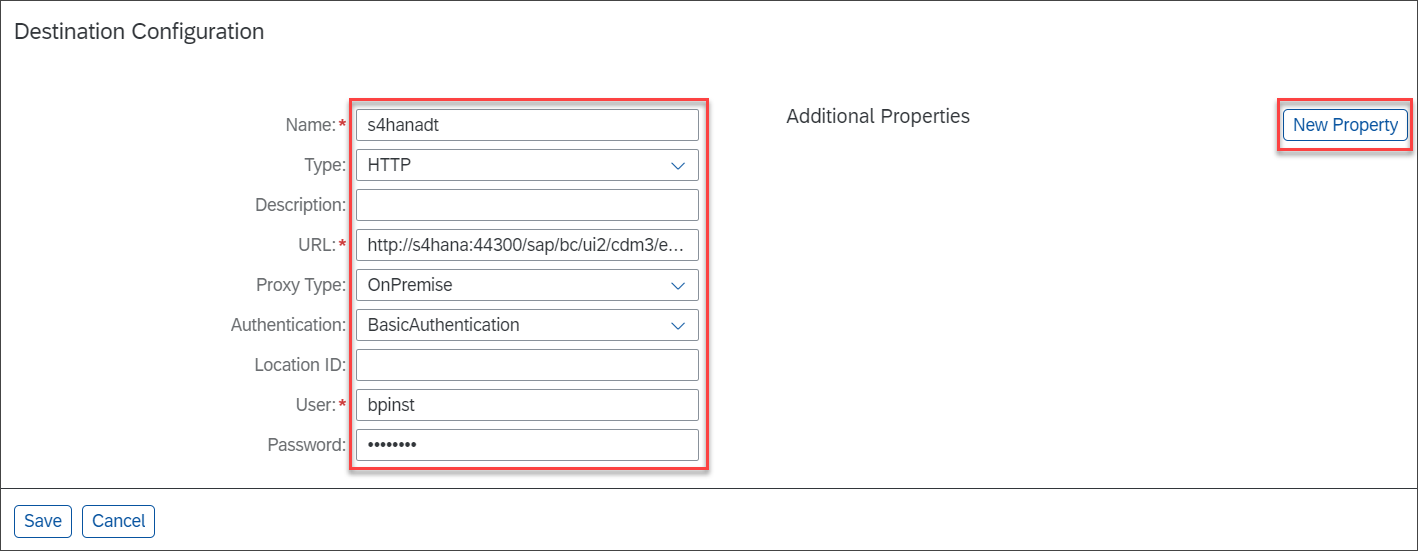 Destination Configuration
Additional Properties
New Property
Name:* s4hanadt
Type: HTTP
Description:
URL:* http://s4hana:44300/sap/bc/ui2/cdm3/e...
Proxy Type: OnPremise
Authentication: BasicAuthentication
Location ID:
User:* bpinst
Password: ••••••••
Save Cancel